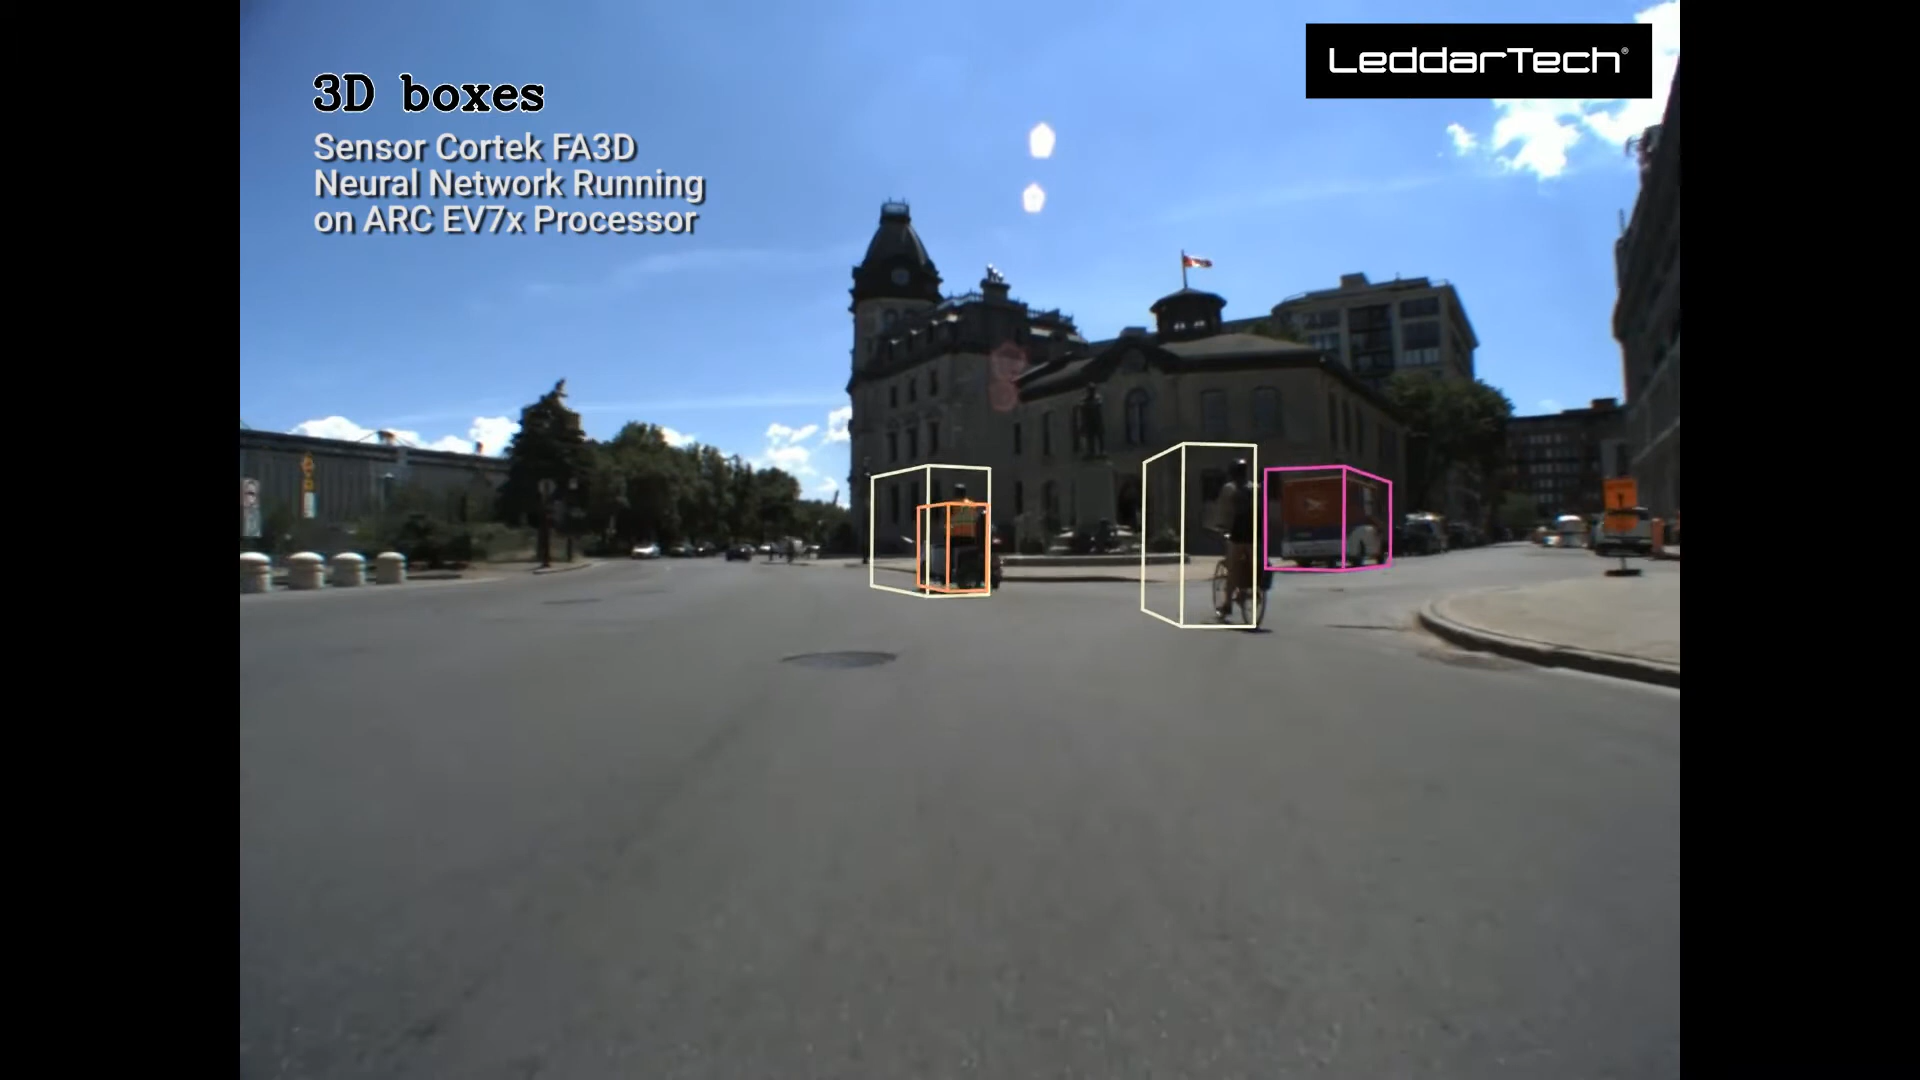 3D boxes
LeddarTech®
Sensor Cortek FA3D
Neural Network Running
on ARC EV7x Processor